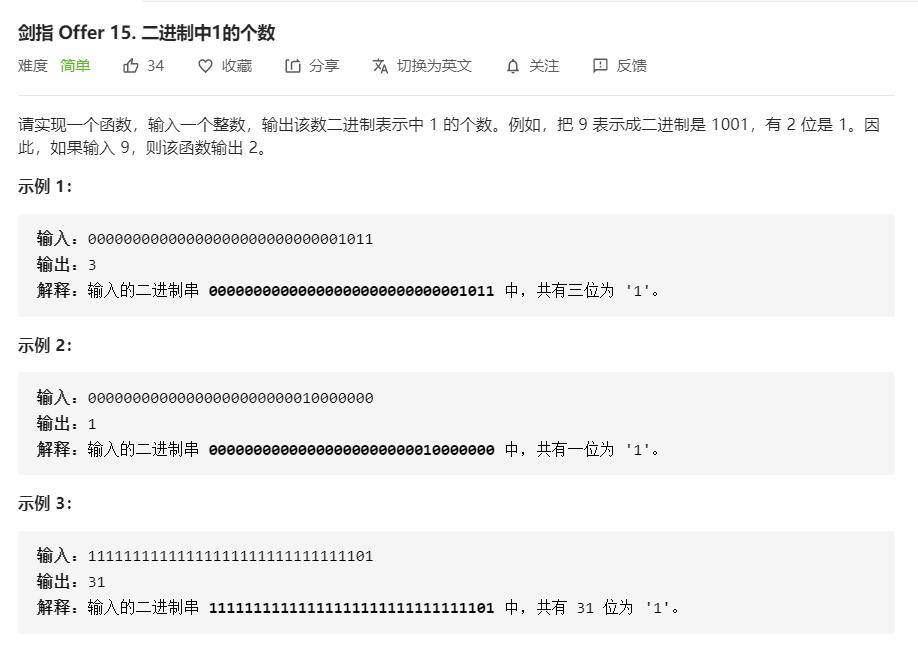 剑指 Offer 15. 二进制中1的个数
难度 简单 34 收藏 分享 切换为英文 关注 反馈
请实现一个函数，输入一个整数，输出该数二进制表示中 1 的个数。例如，把 9 表示成二进制是 1001，有 2 位是 1。因
此，如果输入 9，则该函数输出 2。
示例 1：
输入：00000000000000000000000000001011
输出：3
解释：输入的二进制串 00000000000000000000000000001011 中，共有三位为 '1'。
示例 2：
输入：00000000000000000000000010000000
输出：1
解释：输入的二进制串 00000000000000000000000010000000 中，共有一位为 '1'。
示例 3：
输入：11111111111111111111111111111101
输出：31
解释：输入的二进制串 11111111111111111111111111111101 中，共有 31 位为 '1'。